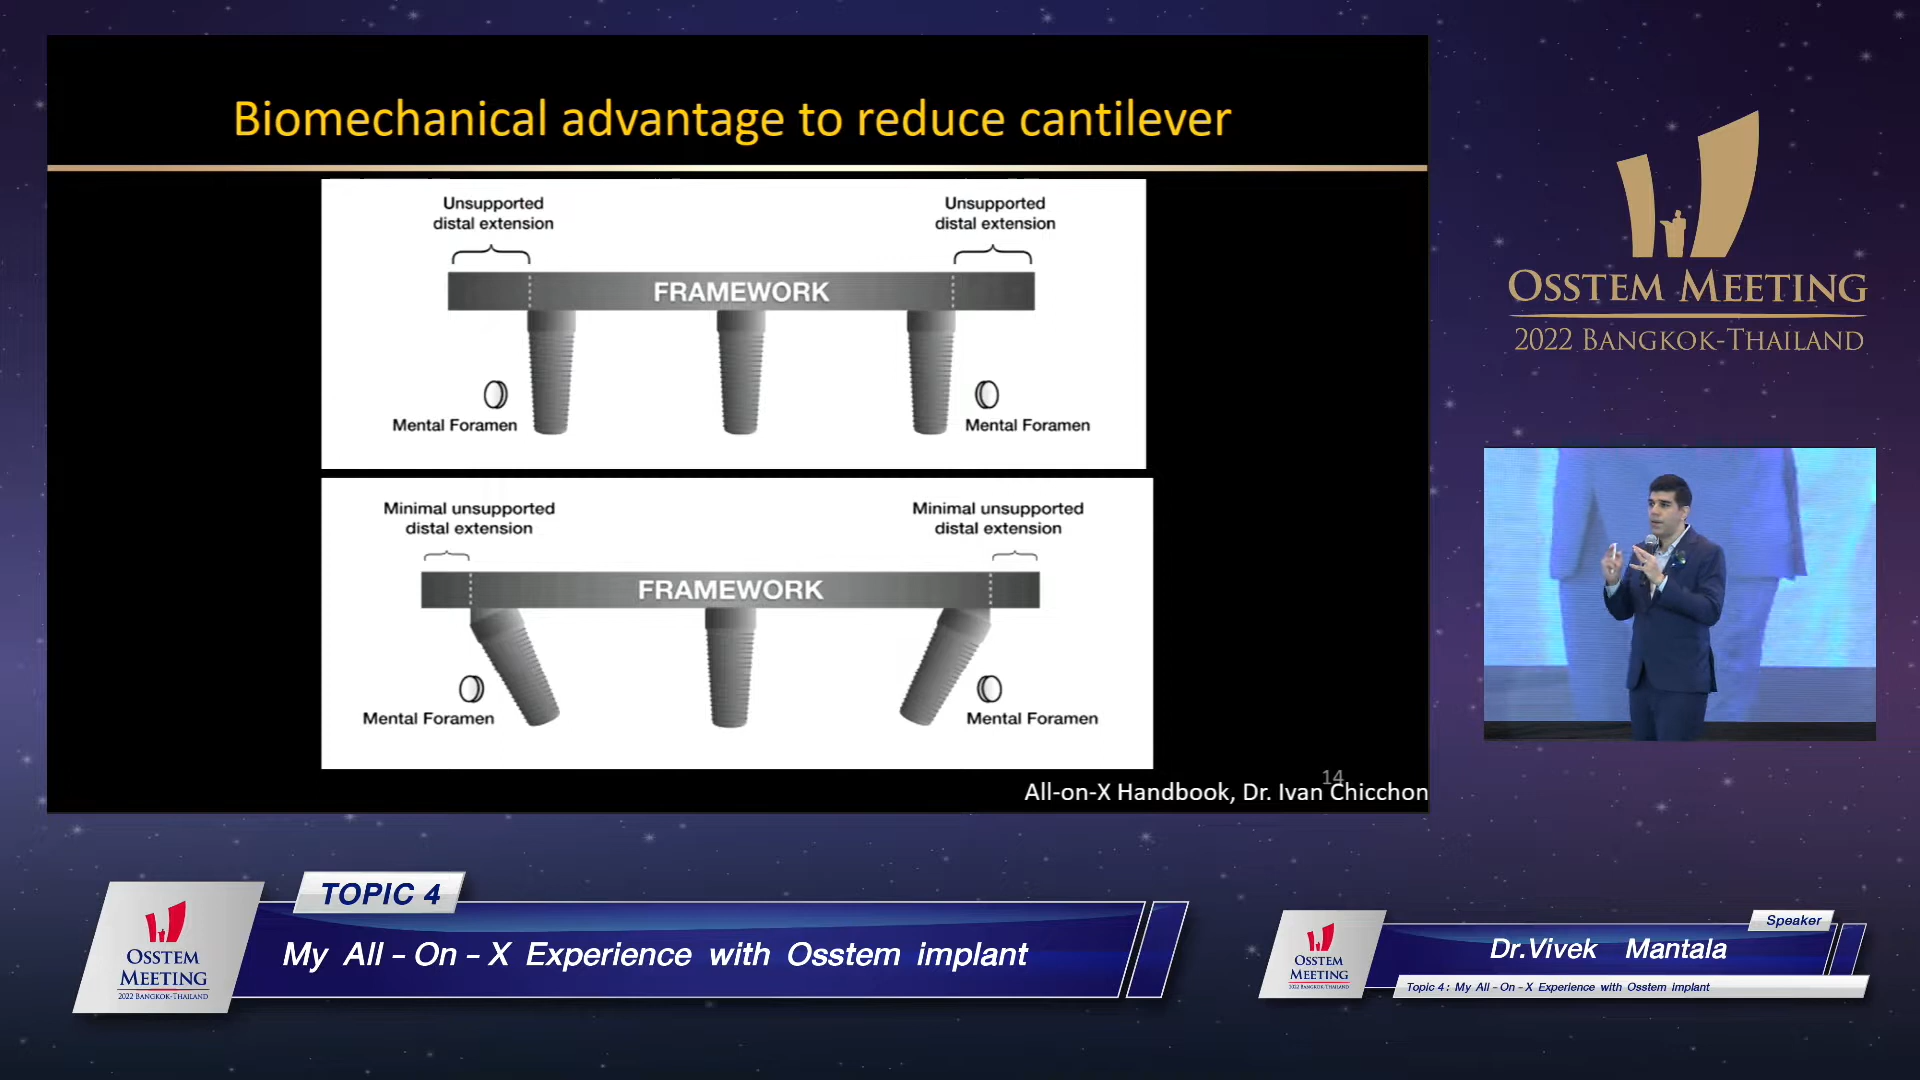 Biomechanical advantage to reduce cantilever
Unsupported
distal extension
Unsupported
distal extension
FRAMEWORK
Mental Foramen
Mental Foramen
Minimal unsupported
distal extension
Minimal unsupported
distal extension
FRAMEWORK
Mental Foramen
Mental Foramen
14
All-on-X Handbook, Dr. Ivan Chicchon
OSSTEM MEETING
2022 BANGKOK-THAILAND
TOPIC 4
My All - On - X Experience with Osstem implant
OSSTEM
MEETING
2022 BANGKOK-THAILAND
Speaker
Dr.Vivek Mantala
Topic 4 : My All - On - X Experience with Osstem implant
OSSTEM
MEETING
2022 BANGKOK-THAILAND